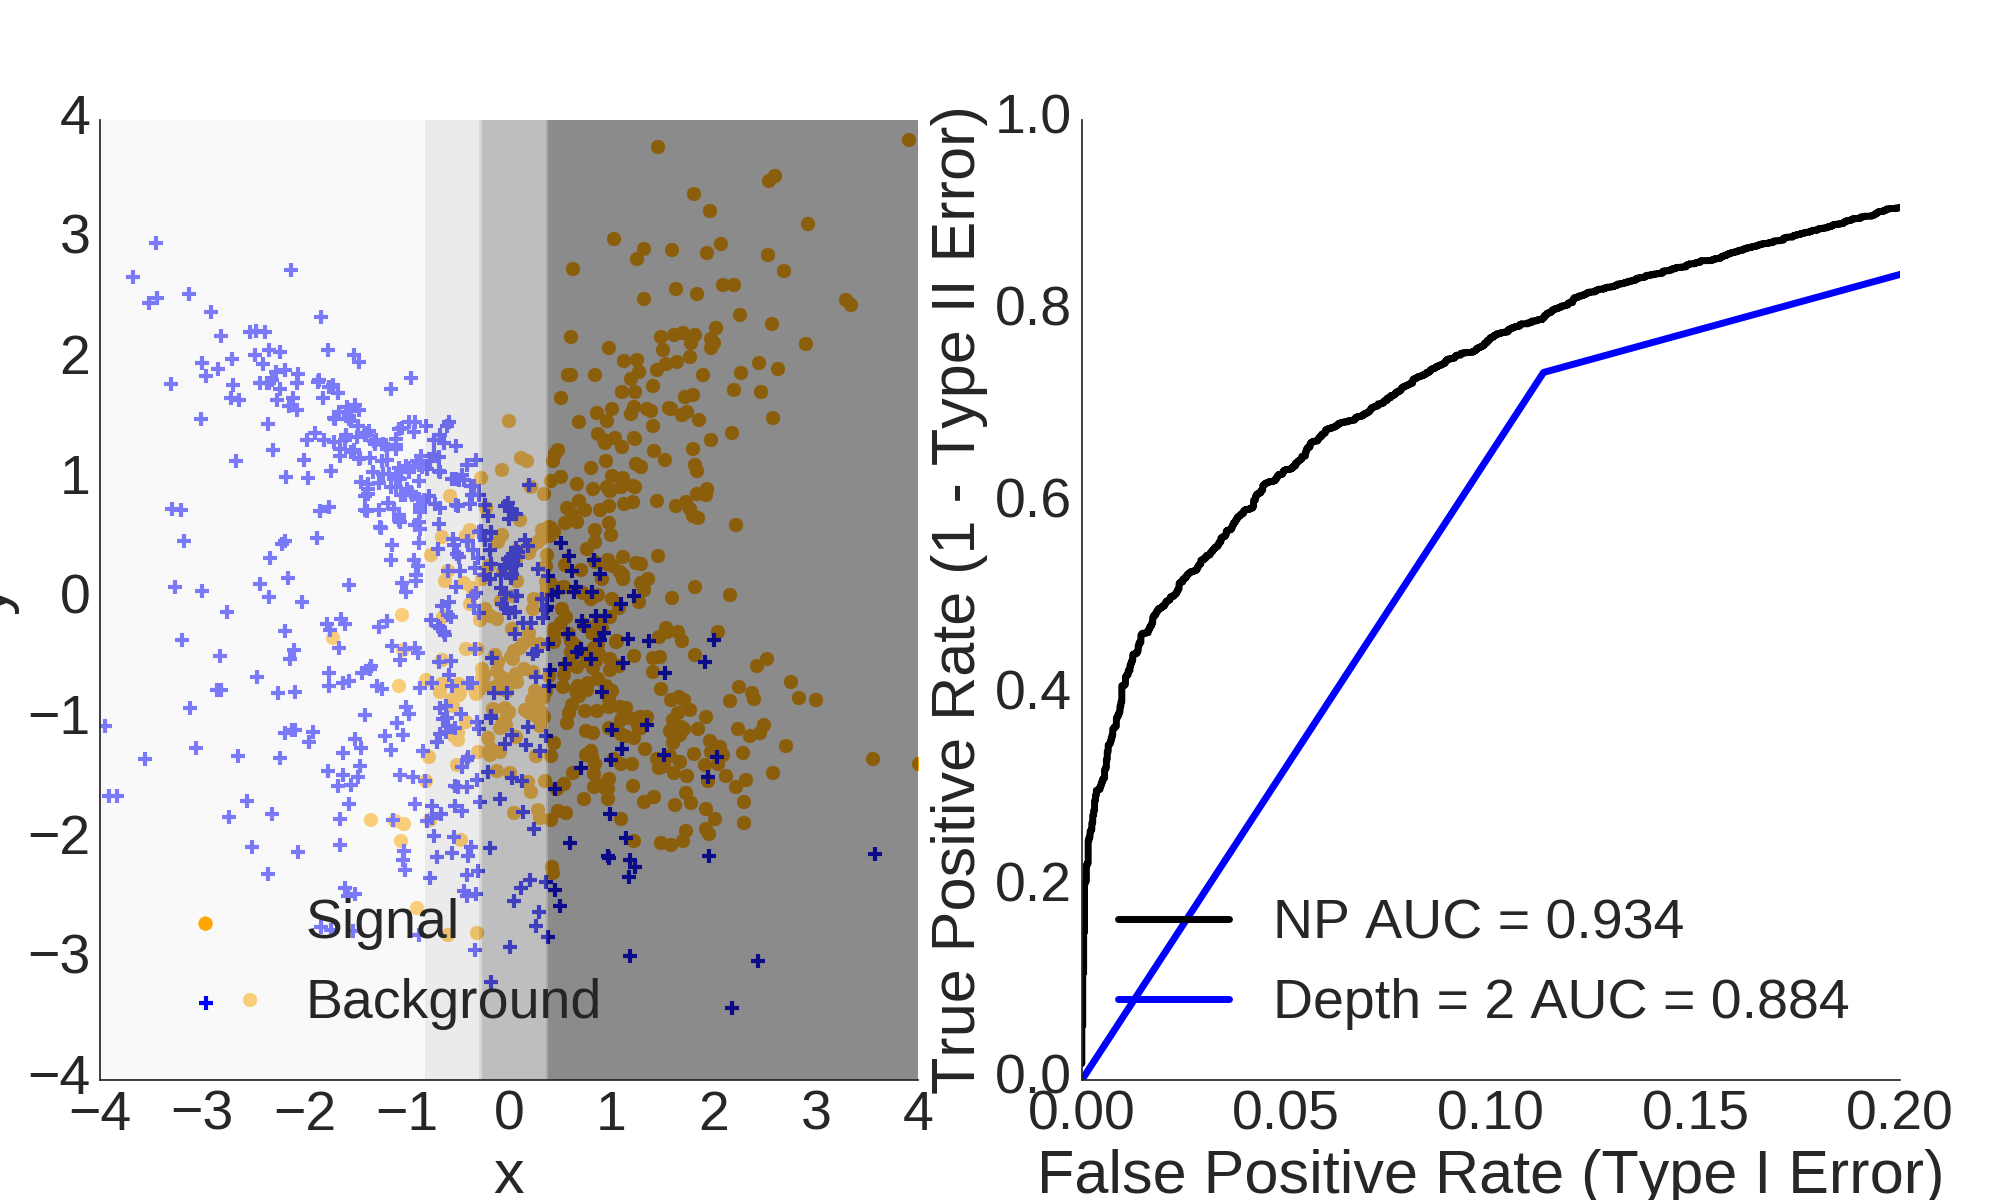 4
3
2
1
0
−1
−2
−3
−4
−4 −3 −2 −1 0 1 2 3 4
x
y
Signal
Background
True Positive Rate (1 - Type II Error)
1.0
0.8
0.6
0.4
0.2
0.0
0.00 0.05 0.10 0.15 0.20
False Positive Rate (Type I Error)
NP AUC = 0.934
Depth = 2 AUC = 0.884